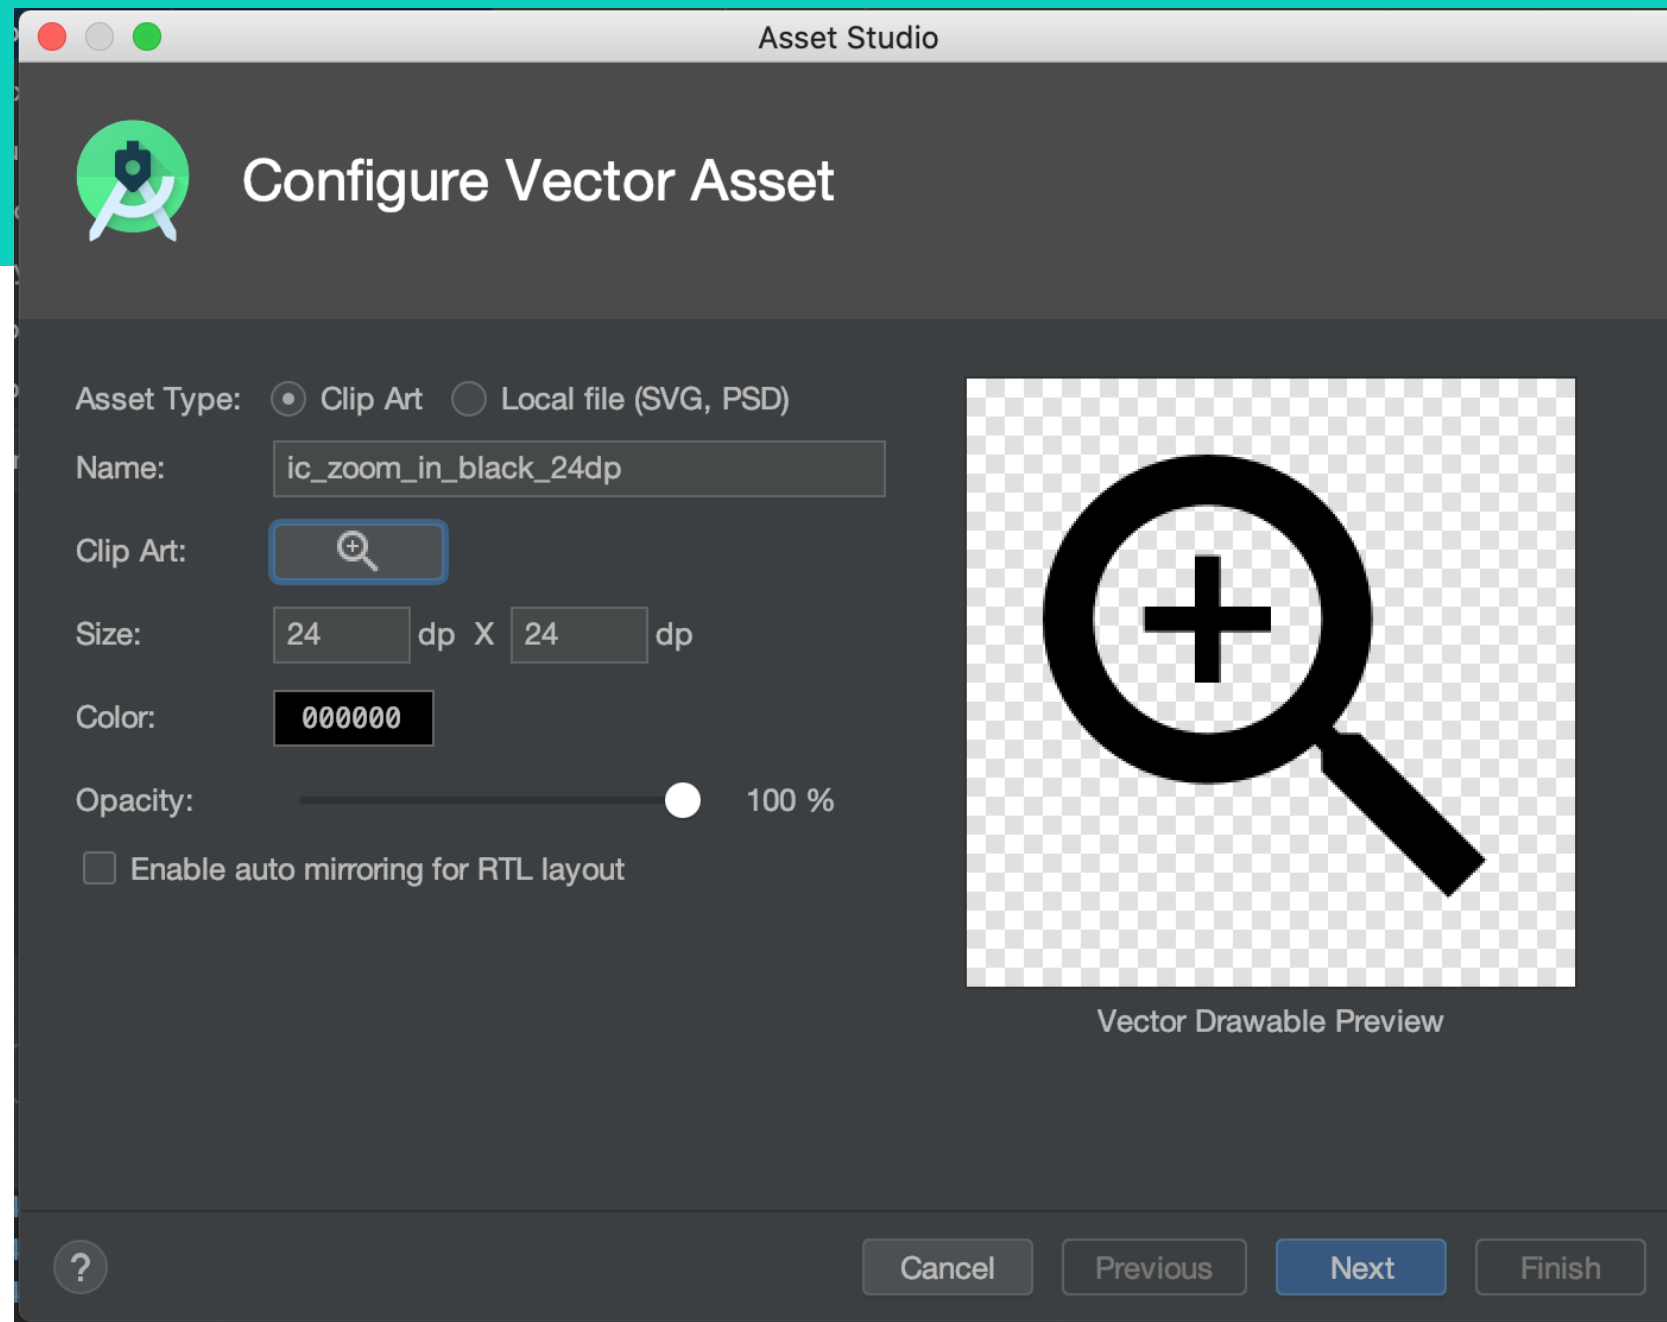 Asset Studio
Configure Vector Asset
Asset Type: Clip Art Local file (SVG, PSD)
Name: ic_zoom_in_black_24dp
Clip Art:
Size: 24 dp X 24 dp
Color: 000000
Opacity: 100 %
Enable auto mirroring for RTL layout
Vector Drawable Preview
? Cancel Previous Next Finish